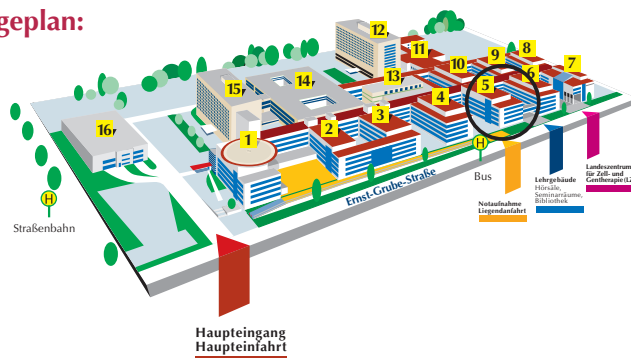 geplan:
12
11
8
9
7
10
6
13
15
14
5
4
3
16
2
1
H
Bus
H
Straßenbahn
Ernst-Grube-Straße
Notaufnahme
Liegendanfahrt
Lehrgebäude
Hörsäle,
Seminarräume,
Bibliothek
Landeszentrum
für Zell- und
Gentherapie (LZ
Haupteingang
Haupteinfahrt